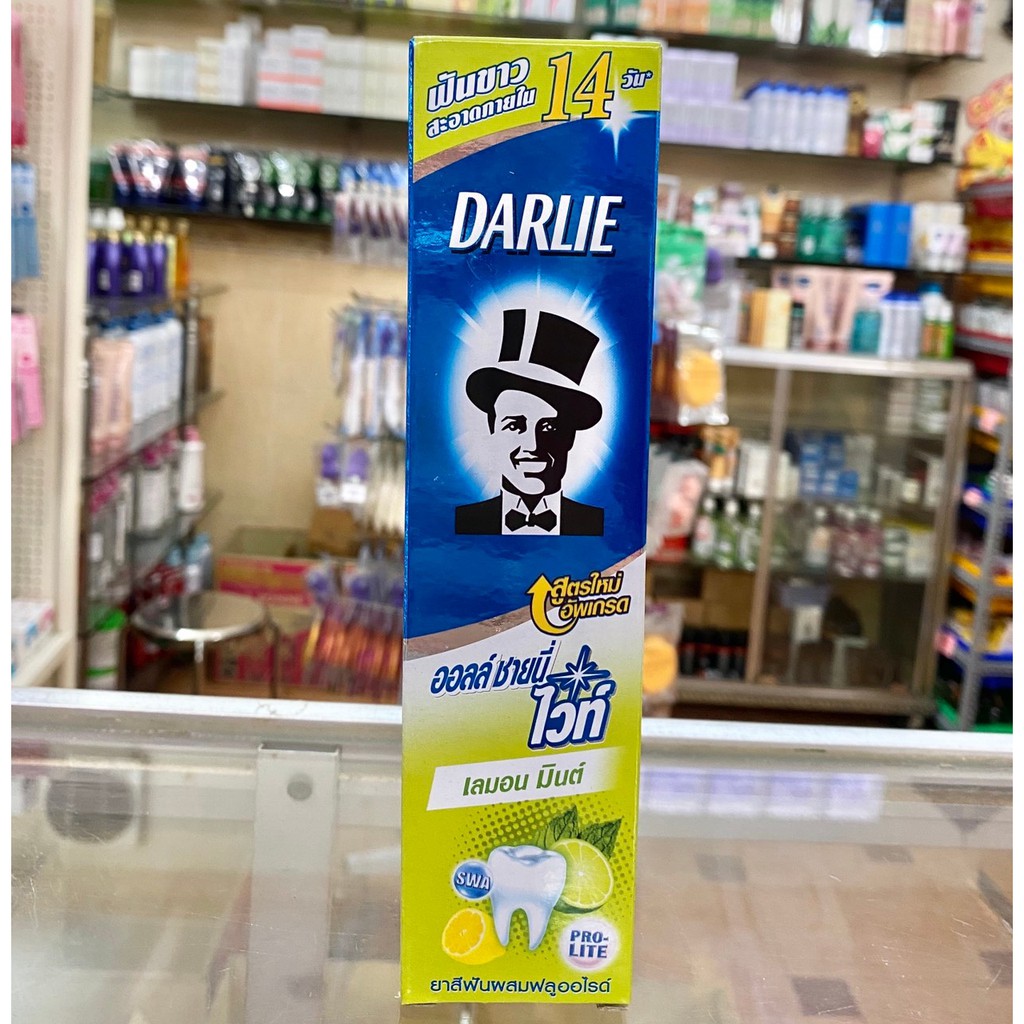 ฟันขาว
สะอาดภายใน 14 วัน*
DARLIE
สูตรใหม่
อัพเกรด
ออลล์ ชายนี่
ไวท์
เลมอน มินต์
SWA
PRO-
LITE
ยาสีฟันผสมฟลูออไรด์